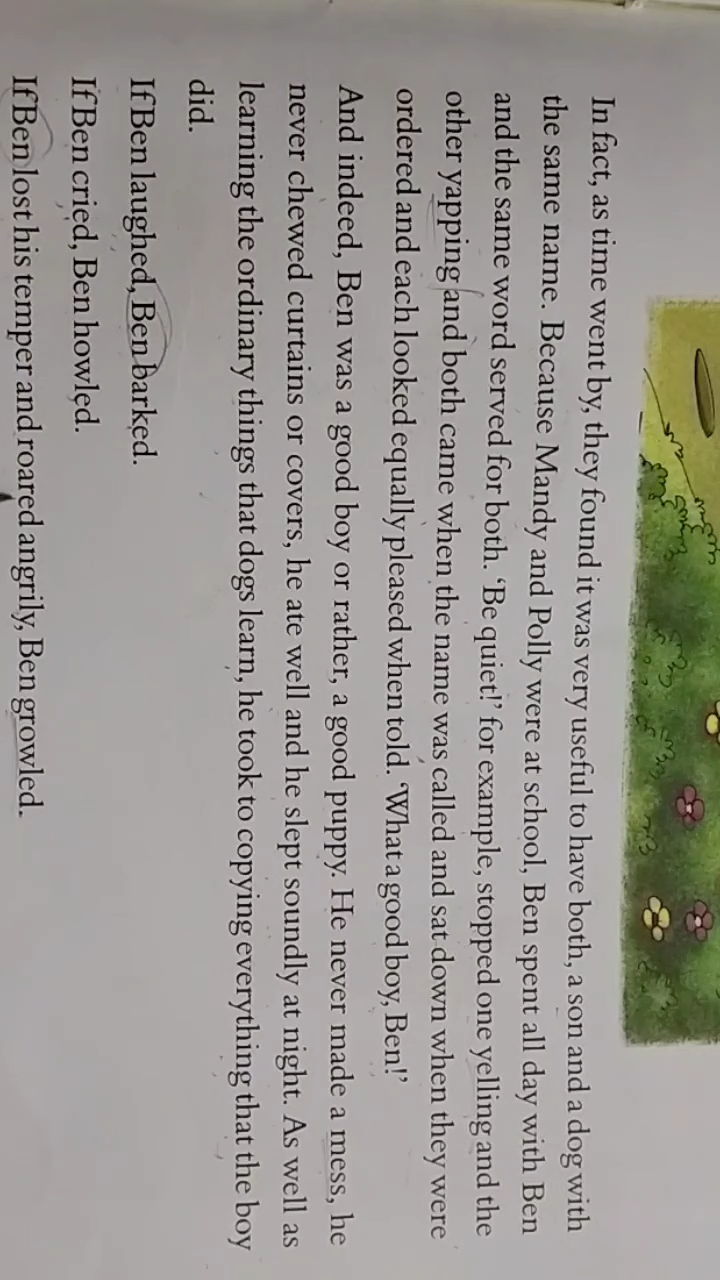 In fact, as time went by, they found it was very useful to have both, a son and a dog with
the same name. Because Mandy and Polly were at school, Ben spent all day with Ben
and the same word served for both. ‘Be quiet!’ for example, stopped one yelling and the
other yapping and both came when the name was called and sat down when they were
ordered and each looked equally pleased when told. ‘What a good boy, Ben!’
And indeed, Ben was a good boy or rather, a good puppy. He never made a mess, he
never chewed curtains or covers, he ate well and he slept soundly at night. As well as
learning the ordinary things that dogs learn, he took to copying everything that the boy
did.
If Ben laughed, Ben barked.
If Ben cried, Ben howled.
If Ben lost his temper and roared angrily, Ben growled.